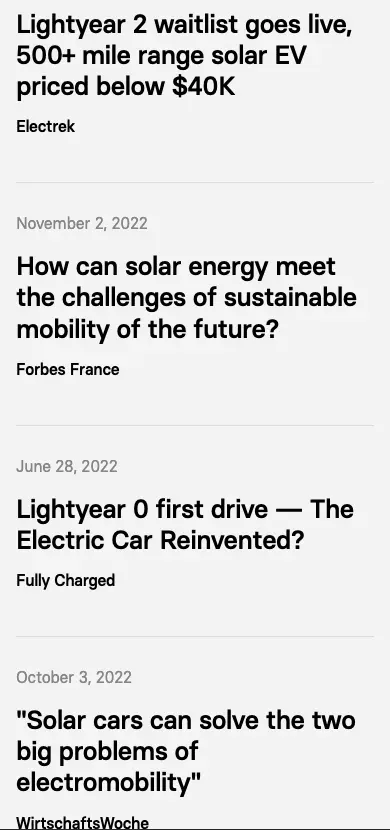 Lightyear 2 waitlist goes live,
500+ mile range solar EV
priced below $40K
Electrek
November 2, 2022
How can solar energy meet
the challenges of sustainable
mobility of the future?
Forbes France
June 28, 2022
Lightyear 0 first drive — The
Electric Car Reinvented?
Fully Charged
October 3, 2022
"Solar cars can solve the two
big problems of
electromobility"
WirtschaftsWoche